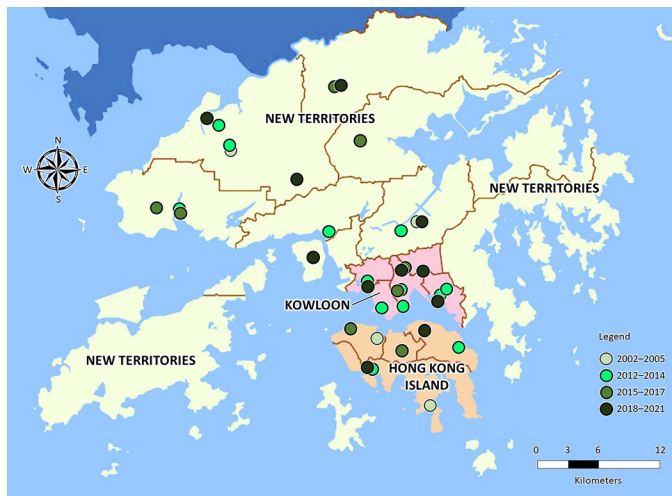 NEW TERRITORIES
N
W E
S
NEW TERRITORIES
KOWLOON
NEW TERRITORIES
HONG KONG
ISLAND
Legend
2002–2005
2012–2014
2015–2017
2018–2021
0 3 6 12
Kilometers